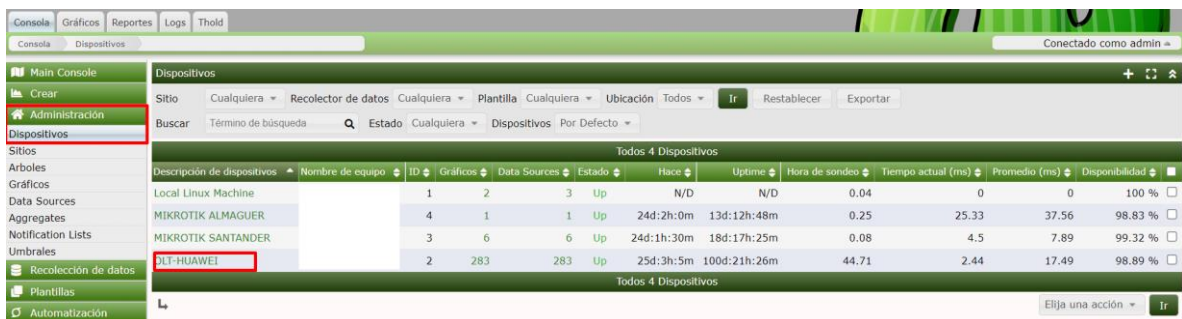 Consola Gráficos Reportes Logs Thold
Consola Dispositivos Conectado como admin
Main Console
Crear
Administración
Dispositivos
Sitios
Arboles
Gráficos
Data Sources
Aggregates
Notification Lists
Umbrales
Recolección de datos
Plantillas
Automatización
Dispositivos
Sitio Cualquiera Recolector de datos Cualquiera Plantilla Cualquiera Ubicación Todos Ir Restablecer Exportar
Buscar Término de búsqueda Estado Cualquiera Dispositivos Por Defecto
Todos 4 Dispositivos
Descripción de dispositivos Nombre de equipo ID Gráficos Data Sources Estado Hace Uptime Hora de sondeo Tiempo actual (ms) Promedio (ms) Disponibilidad
Local Linux Machine 1 2 3 Up N/D N/D 0.04 0 0 100 %
MIKROTIK ALMAGUER 4 1 1 Up 24d:2h:0m 13d:12h:48m 0.25 25.33 37.56 98.83 %
MIKROTIK SANTANDER 3 6 6 Up 24d:1h:30m 18d:17h:25m 0.08 4.5 7.89 99.32 %
OLT-HUAWEI 2 283 283 Up 25d:3h:5m 100d:21h:26m 44.71 2.44 17.49 98.89 %
Todos 4 Dispositivos
Elija una acción Ir